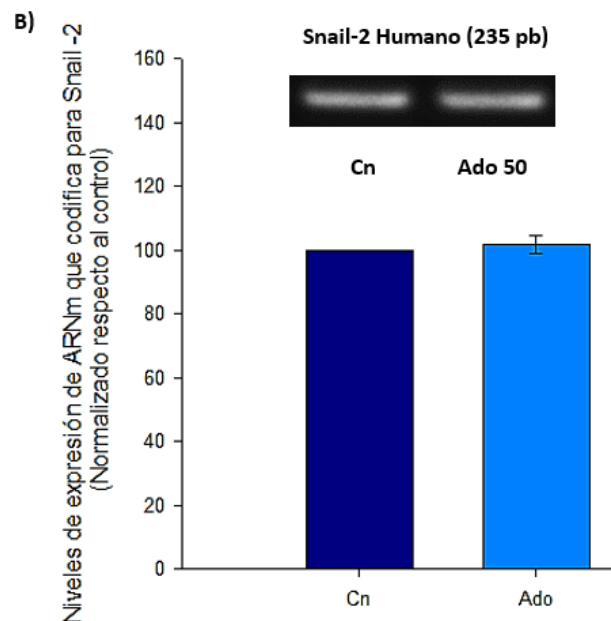 B)
Niveles de expresión de ARNm que codifica para Snail -2
(Normalizado respecto al control)
160
140
120
100
80
60
40
20
0
Snail-2 Humano (235 pb)
Cn Ado 50
Cn Ado